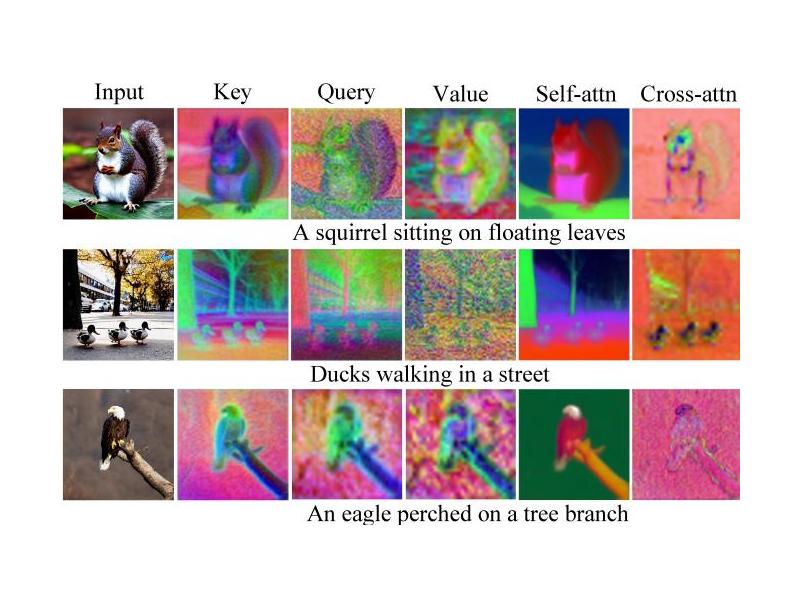 Input Key Query Value Self-attn Cross-attn
A squirrel sitting on floating leaves
Ducks walking in a street
An eagle perched on a tree branch